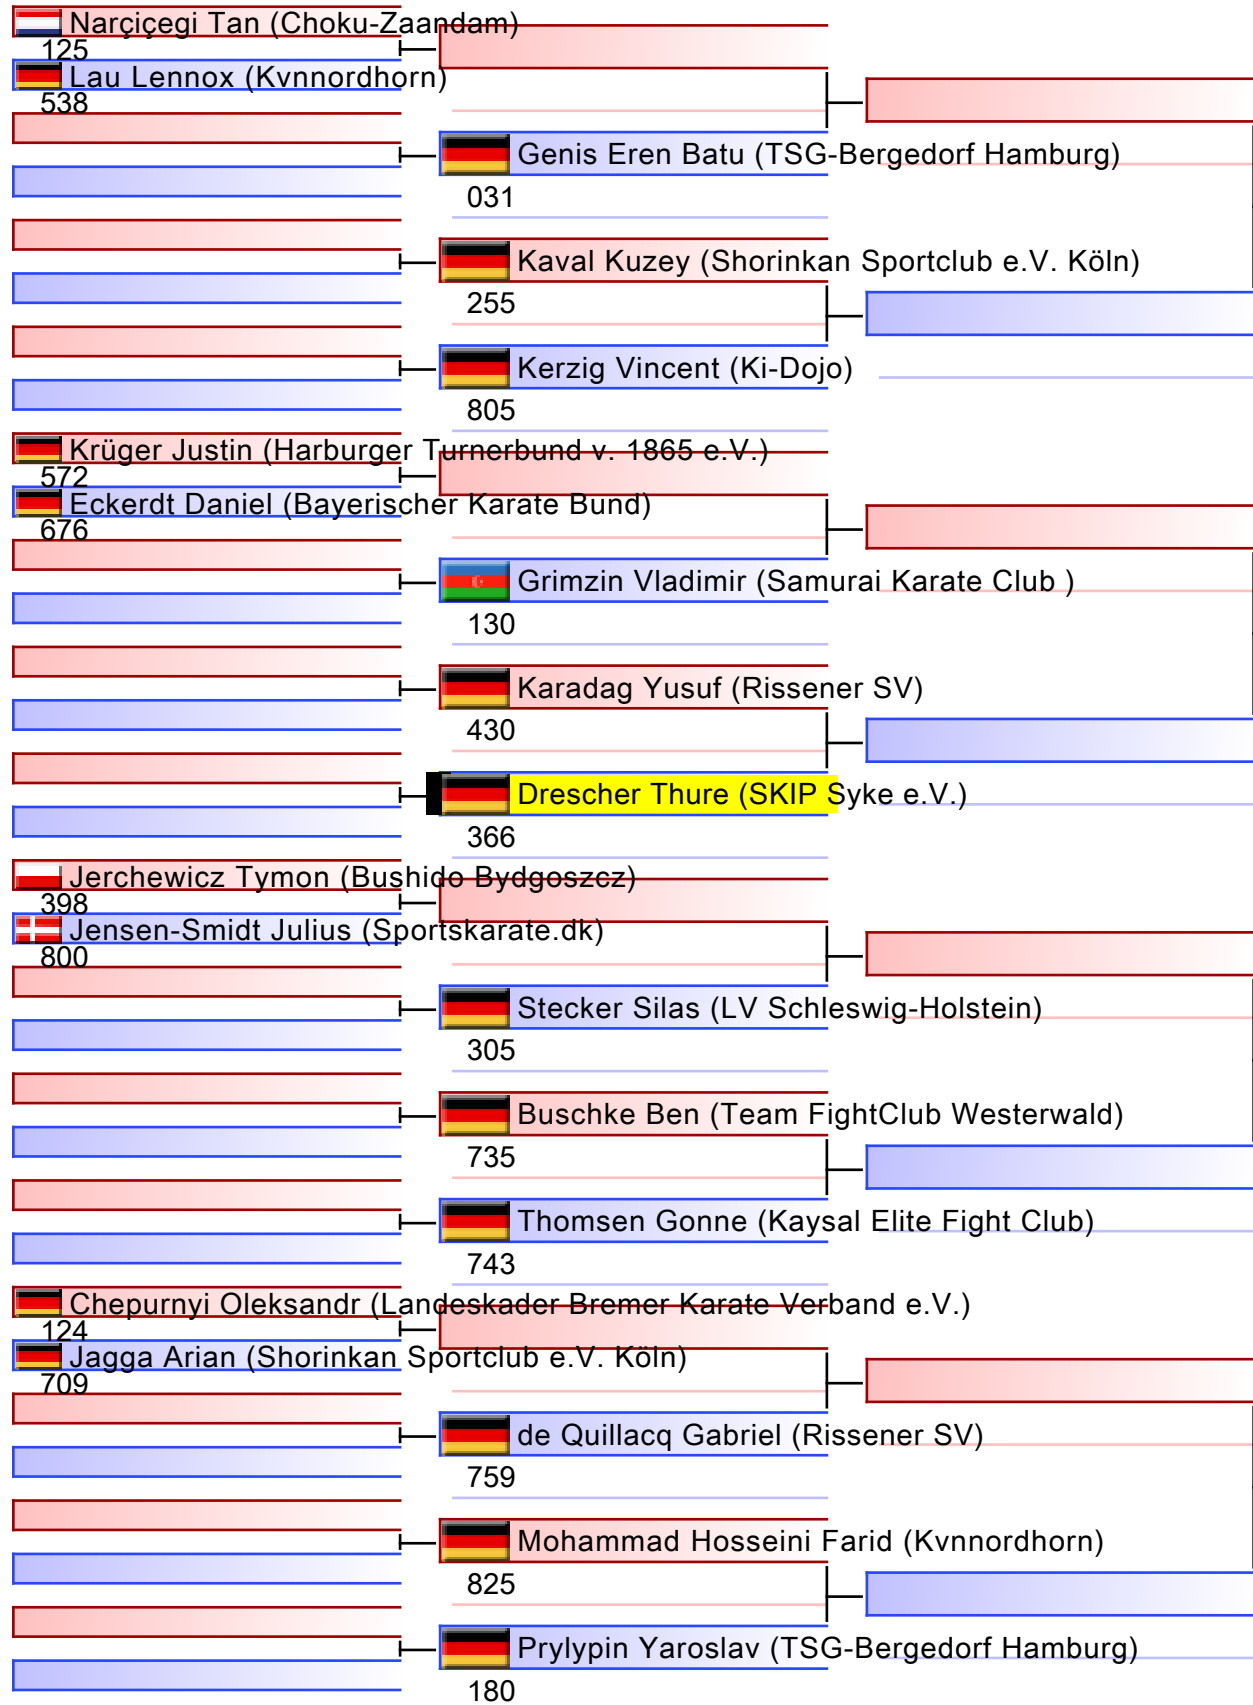 Narçiçegi Tan (Choku-Zaandam)
125
Lau Lennox (Kvnnordhorn)
538
Genis Eren Batu (TSG-Bergedorf Hamburg)
031
Kaval Kuzey (Shorinkan Sportclub e.V. Köln)
255
Kerzig Vincent (Ki-Dojo)
805
Krüger Justin (Harburger Turnerbund v. 1865 e.V.)
572
Eckerdt Daniel (Bayerischer Karate Bund)
676
Grimzin Vladimir (Samurai Karate Club )
130
Karadag Yusuf (Rissener SV)
430
Drescher Thure (SKIP Syke e.V.)
366
Jerchewicz Tymon (Bushido Bydgoszcz)
398
Jensen-Smidt Julius (Sportskarate.dk)
800
Stecker Silas (LV Schleswig-Holstein)
305
Buschke Ben (Team FightClub Westerwald)
735
Thomsen Gonne (Kaysal Elite Fight Club)
743
Chepurnyi Oleksandr (Landeskader Bremer Karate Verband e.V.)
124
Jagga Arian (Shorinkan Sportclub e.V. Köln)
709
de Quillacq Gabriel (Rissener SV)
759
Mohammad Hosseini Farid (Kvnnordhorn)
825
Prylypin Yaroslav (TSG-Bergedorf Hamburg)
180